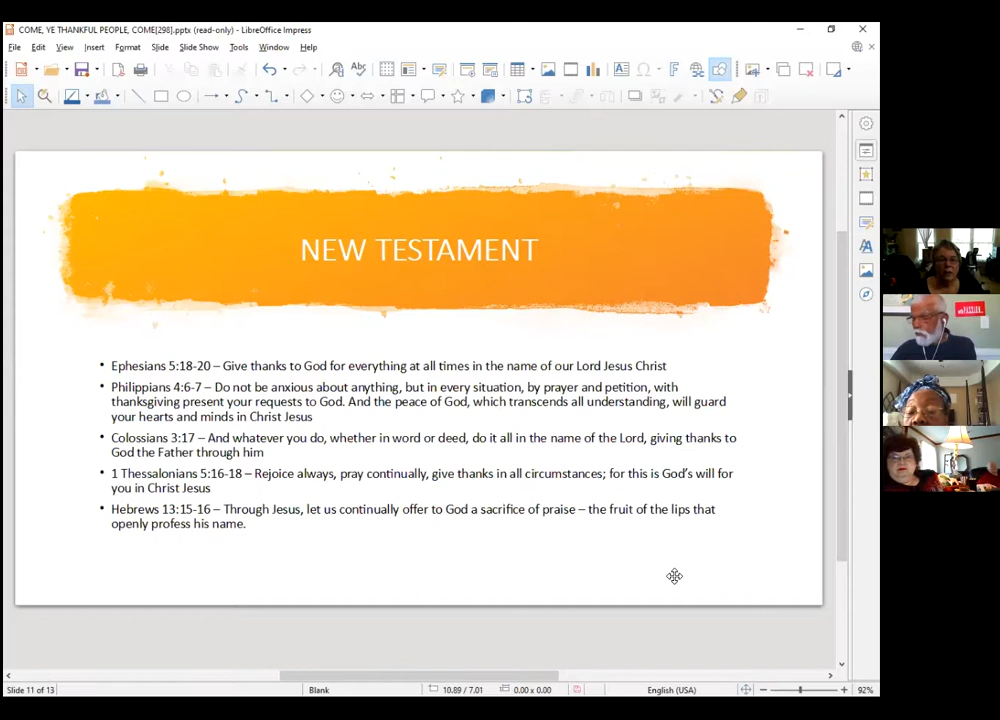 COME, YE THANKFUL PEOPLE, COME[298].pptx (read-only) - LibreOffice Impress
File Edit View Insert Format Slide Slide Show Tools Window Help
NEW TESTAMENT
• Ephesians 5:18-20 – Give thanks to God for everything at all times in the name of our Lord Jesus Christ
• Philippians 4:6-7 – Do not be anxious about anything, but in every situation, by prayer and petition, with
thanksgiving present your requests to God. And the peace of God, which transcends all understanding, will guard
your hearts and minds in Christ Jesus
• Colossians 3:17 – And whatever you do, whether in word or deed, do it all in the name of the Lord, giving thanks to
God the Father through him
• 1 Thessalonians 5:16-18 – Rejoice always, pray continually, give thanks in all circumstances; for this is God's will for
you in Christ Jesus
• Hebrews 13:15-16 – Through Jesus, let us continually offer to God a sacrifice of praise – the fruit of the lips that
openly profess his name.
Slide 11 of 13 Blank 10.89 / 7.01 0.00 x 0.00 English (USA) 92%